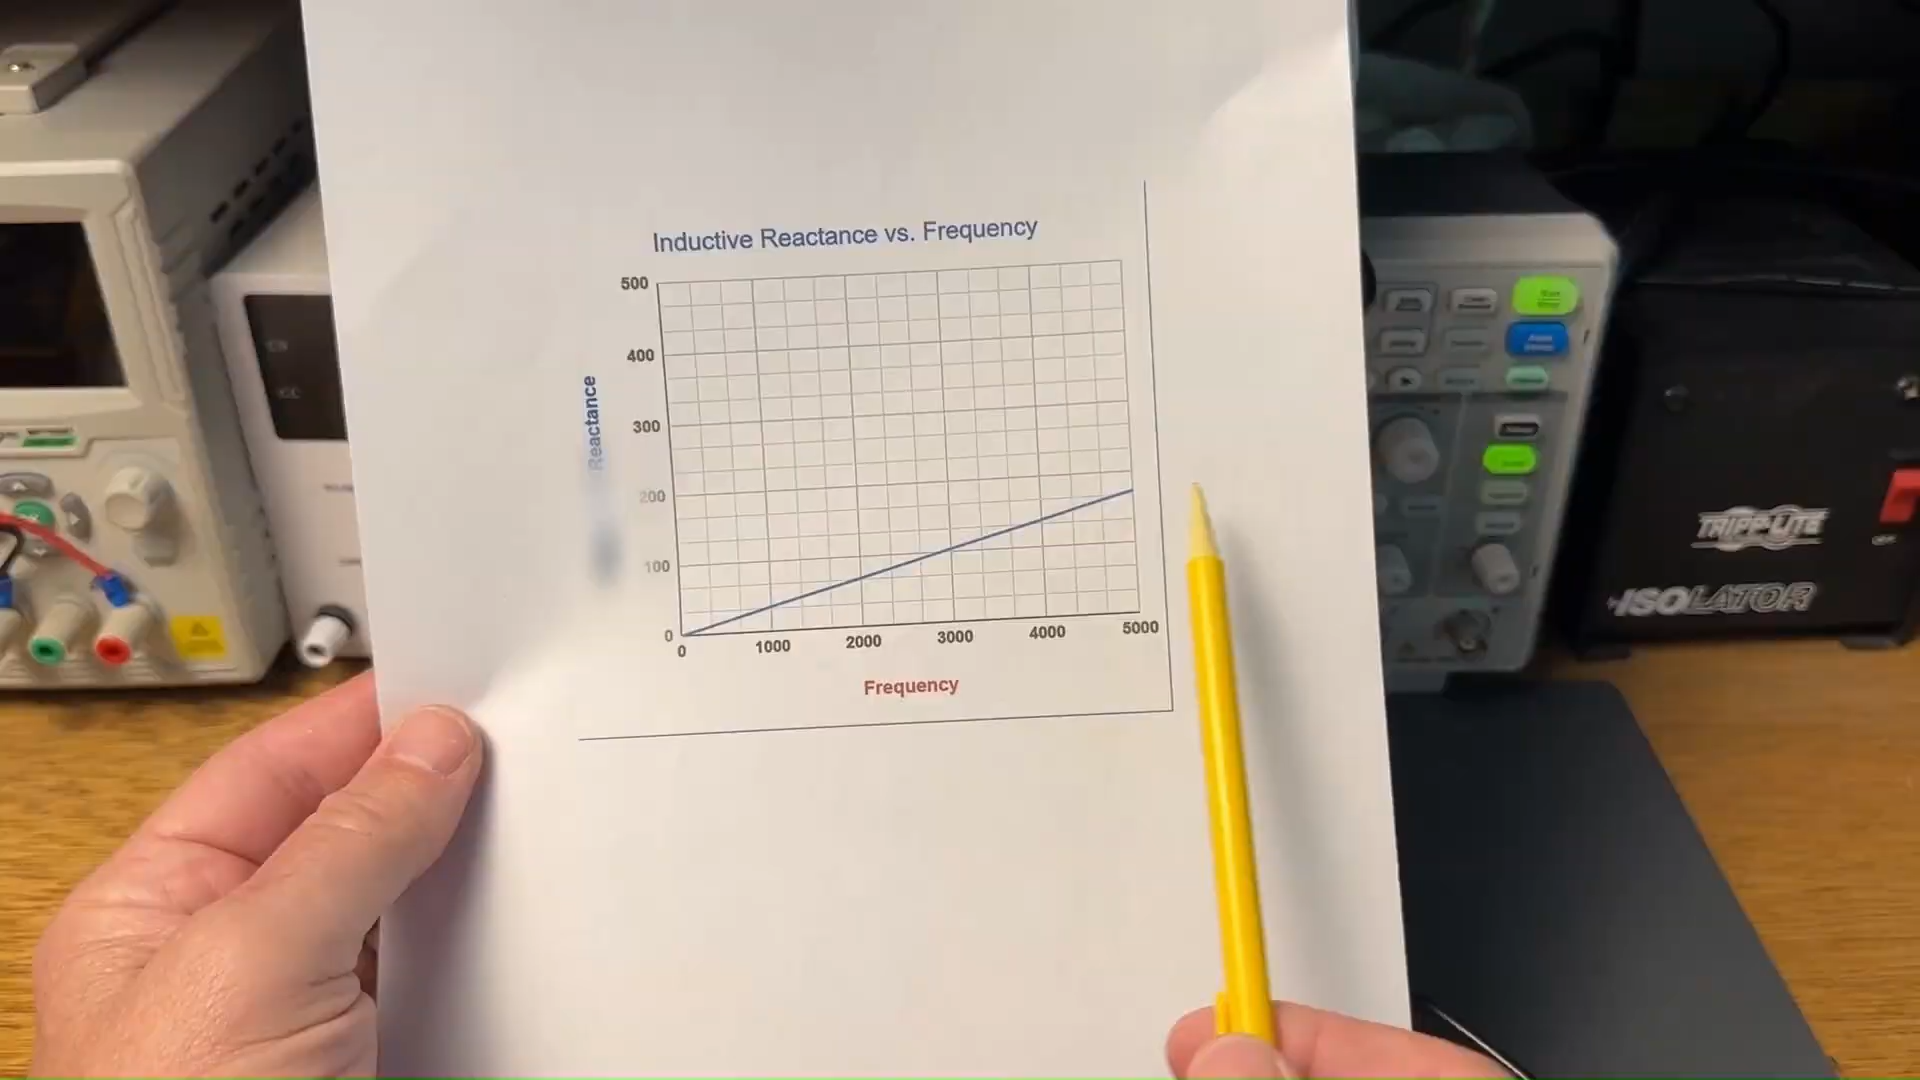 Inductive Reactance vs. Frequency
500
400
300
200
100
0
Reactance
0 1000 2000 3000 4000 5000
Frequency
TRIPP-LITE
ISOLATOR